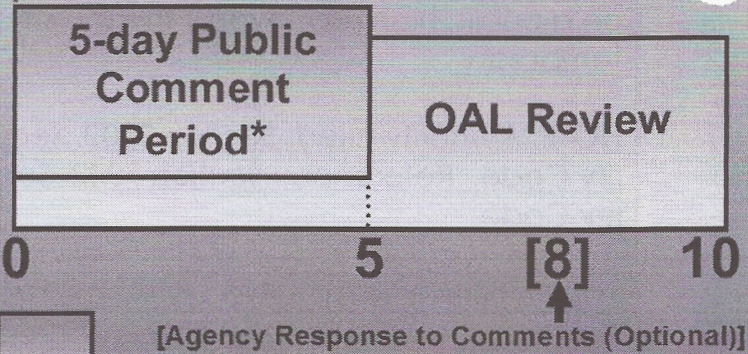 5-day Public
Comment
Period*
OAL Review
0 5 [8] 10
[Agency Response to Comments (Optional)]